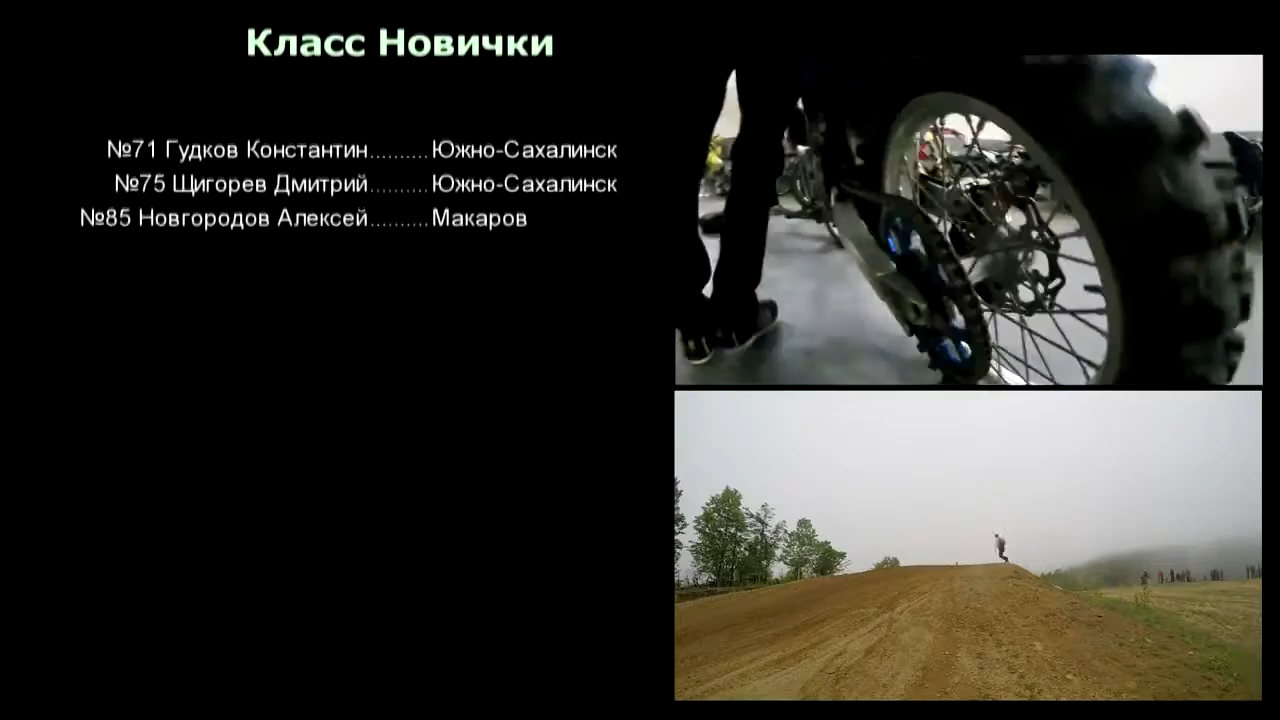 Класс Новички
№71 Гудков Константин.......... Южно-Сахалинск
№75 Щигорев Дмитрий.......... Южно-Сахалинск
№85 Новгородов Алексей.......... Макаров